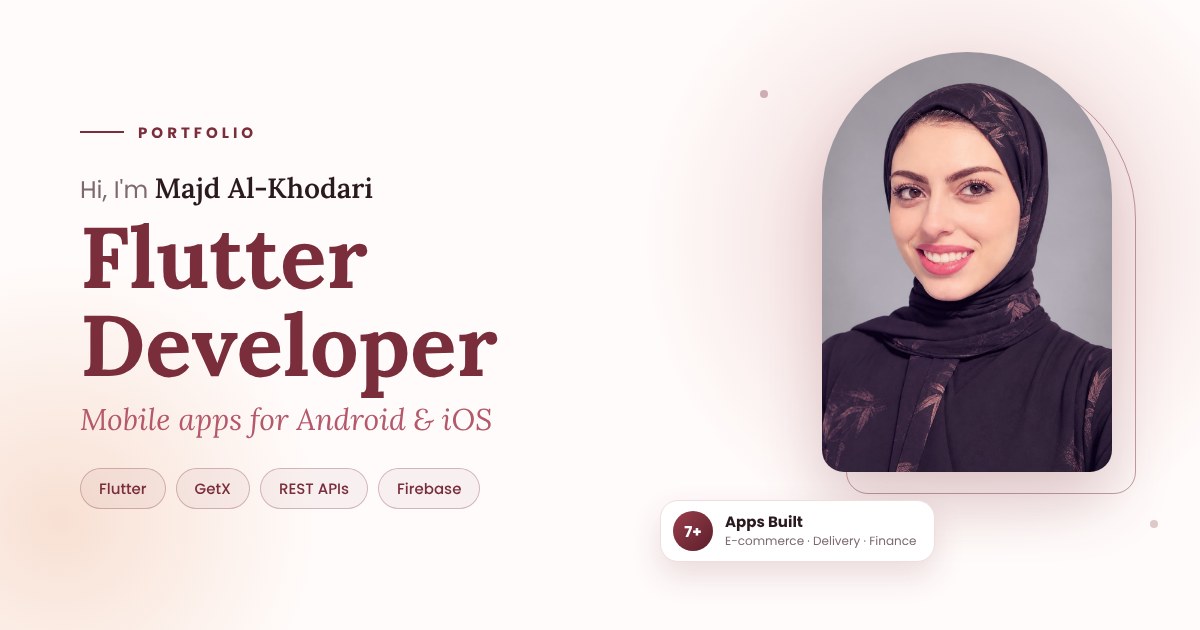 PORTFOLIO
Hi, I'm Majd Al-Khodari
Flutter
Developer
Mobile apps for Android & iOS
Flutter GetX REST APIs Firebase
7+ Apps Built
E-commerce · Delivery · Finance